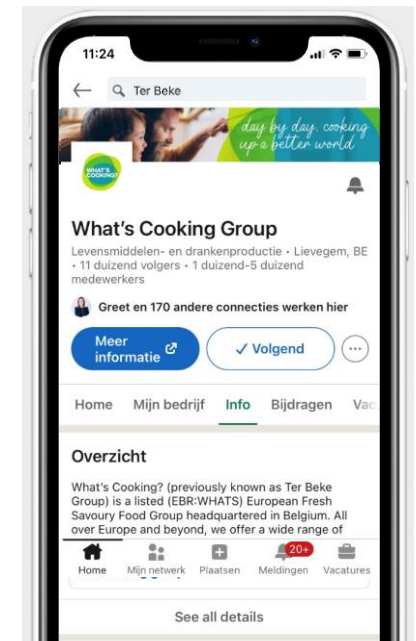 11:24
Ter Beke
day by day. cooking
up a better world
WHAT'S
COOKING?
What's Cooking Group
Levensmiddelen- en drankenproductie • Lievegem, BE
• 11 duizend volgers • 1 duizend-5 duizend
medewerkers
Greet en 170 andere connecties werken hier
Meer
informatie
Volgend
Home Mijn bedrijf Info Bijdragen Vac
Overzicht
What's Cooking? (previously known as Ter Beke
Group) is a listed (EBR:WHATS) European Fresh
Savoury Food Group headquartered in Belgium. All
over Europe and beyond, we offer a wide range of
20+
Home Mijn netwerk Plaatsen Meldingen Vacatures
See all details